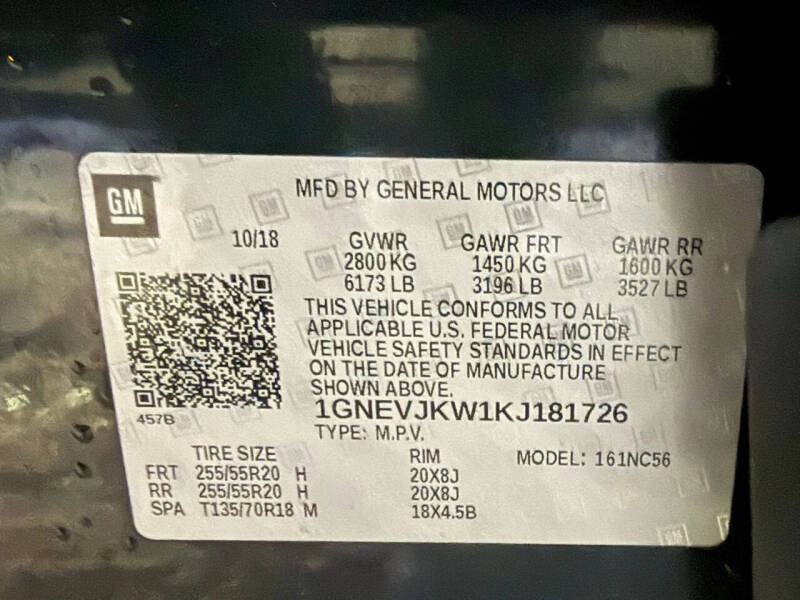 GM
MFD BY GENERAL MOTORS LLC
10/18 GVWR GAWR FRT GAWR RR
2800 KG 1450 KG 1600 KG
6173 LB 3196 LB 3527 LB
THIS VEHICLE CONFORMS TO ALL
APPLICABLE U.S. FEDERAL MOTOR
VEHICLE SAFETY STANDARDS IN EFFECT
ON THE DATE OF MANUFACTURE
SHOWN ABOVE.
457B
1GNEVJKW1KJ181726
TYPE: M.P.V.
TIRE SIZE RIM MODEL: 161NC56
FRT 255/55R20 H 20X8J
RR 255/55R20 H 20X8J
SPA T135/70R18 M 18X4.5B